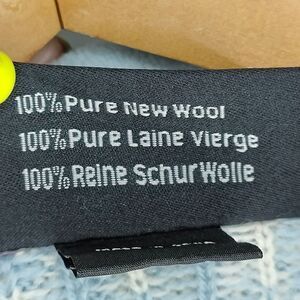 100% Pure New Wool
100% Pure Laine Vierge
100% Reine SchurWolle